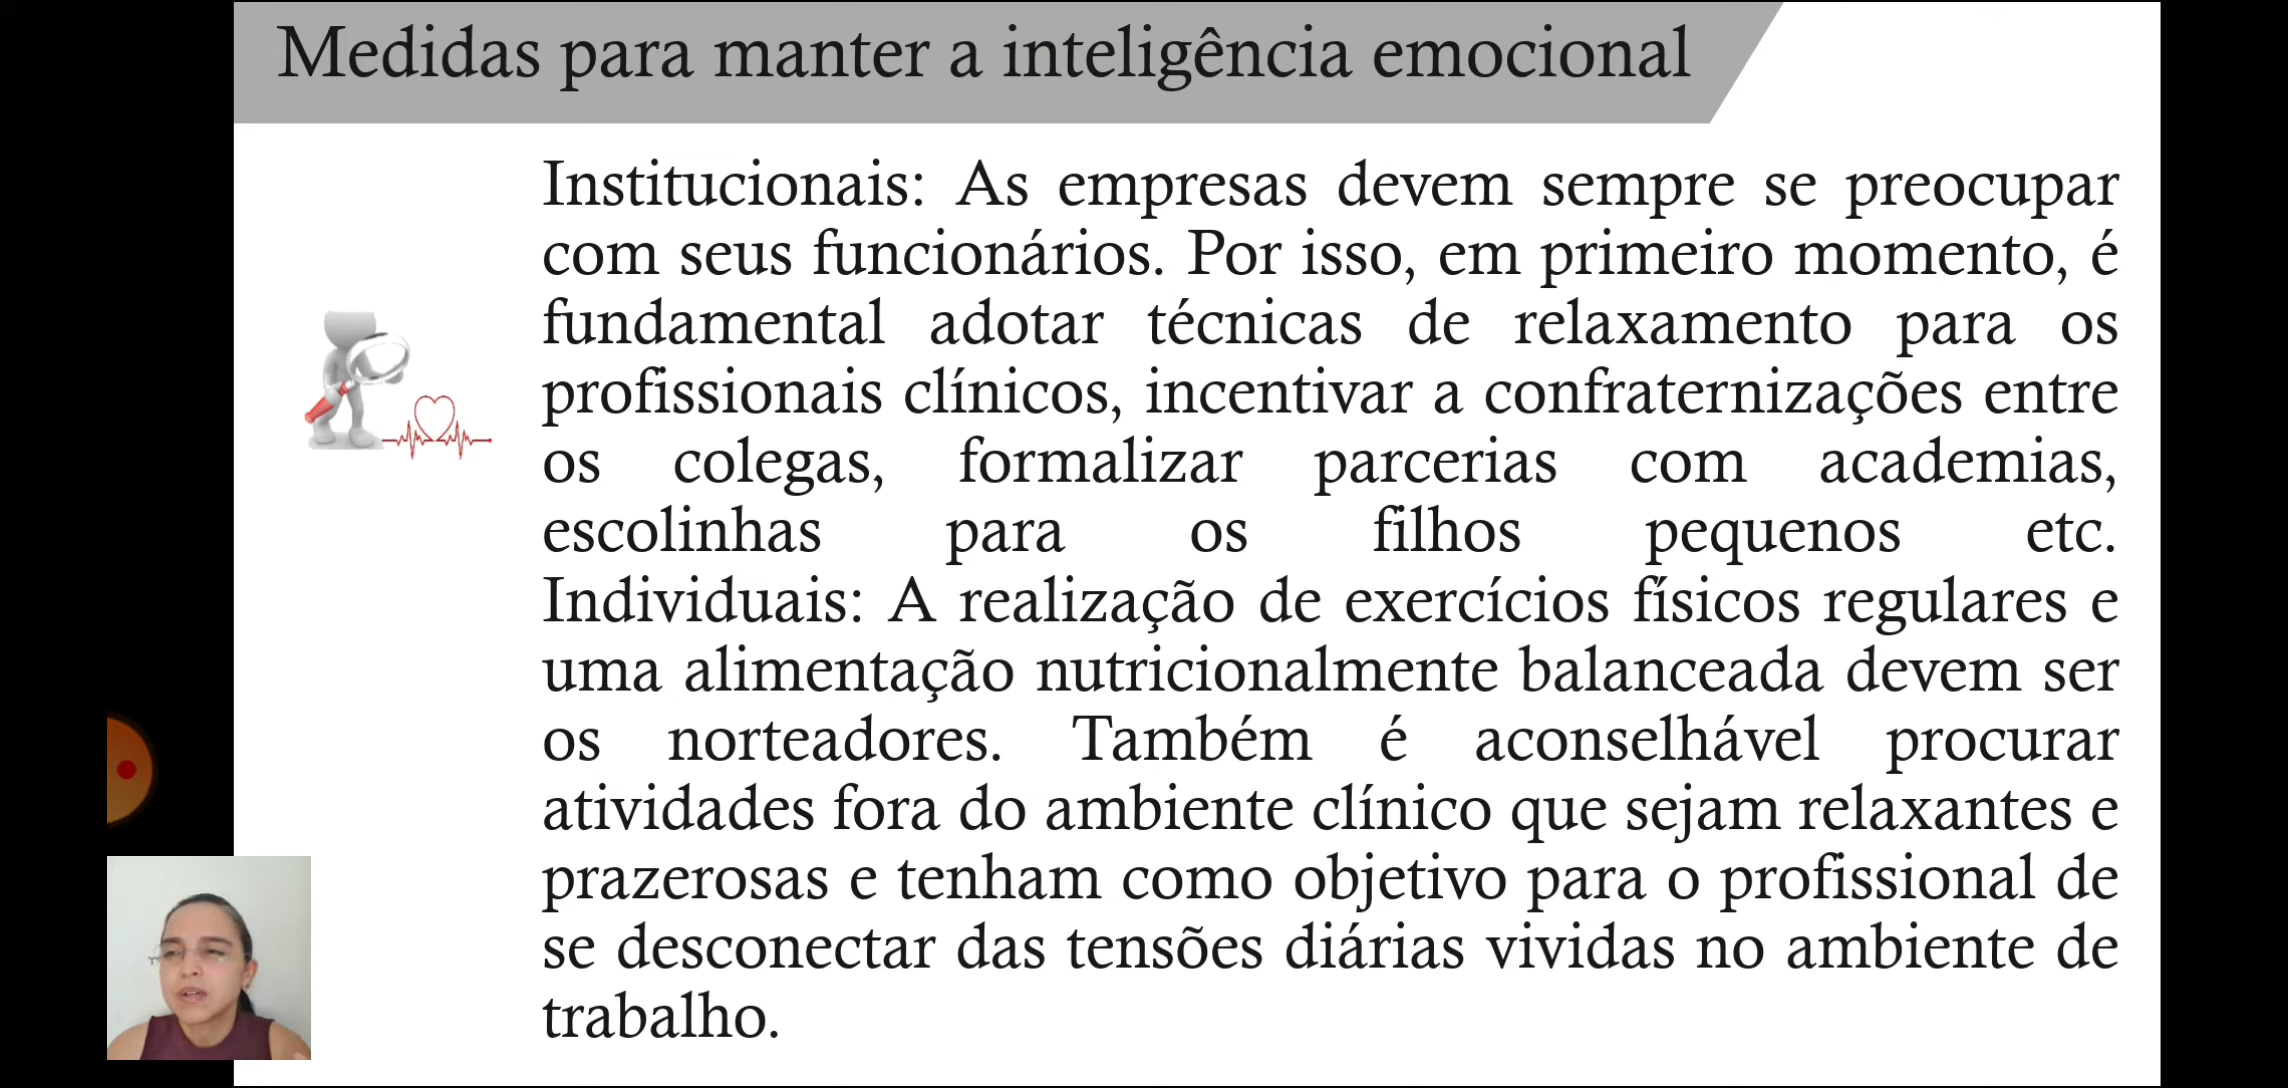 Medidas para manter a inteligência emocional
Institucionais: As empresas devem sempre se preocupar
com seus funcionários. Por isso, em primeiro momento, é
fundamental adotar técnicas de relaxamento para os
profissionais clínicos, incentivar a confraternizações entre
os colegas, formalizar parcerias com academias,
escolinhas para os filhos pequenos etc.
Individuais: A realização de exercícios físicos regulares e
uma alimentação nutricionalmente balanceada devem ser
os norteadores. Também é aconselhável procurar
atividades fora do ambiente clínico que sejam relaxantes e
prazerosas e tenham como objetivo para o profissional de
se desconectar das tensões diárias vividas no ambiente de
trabalho.